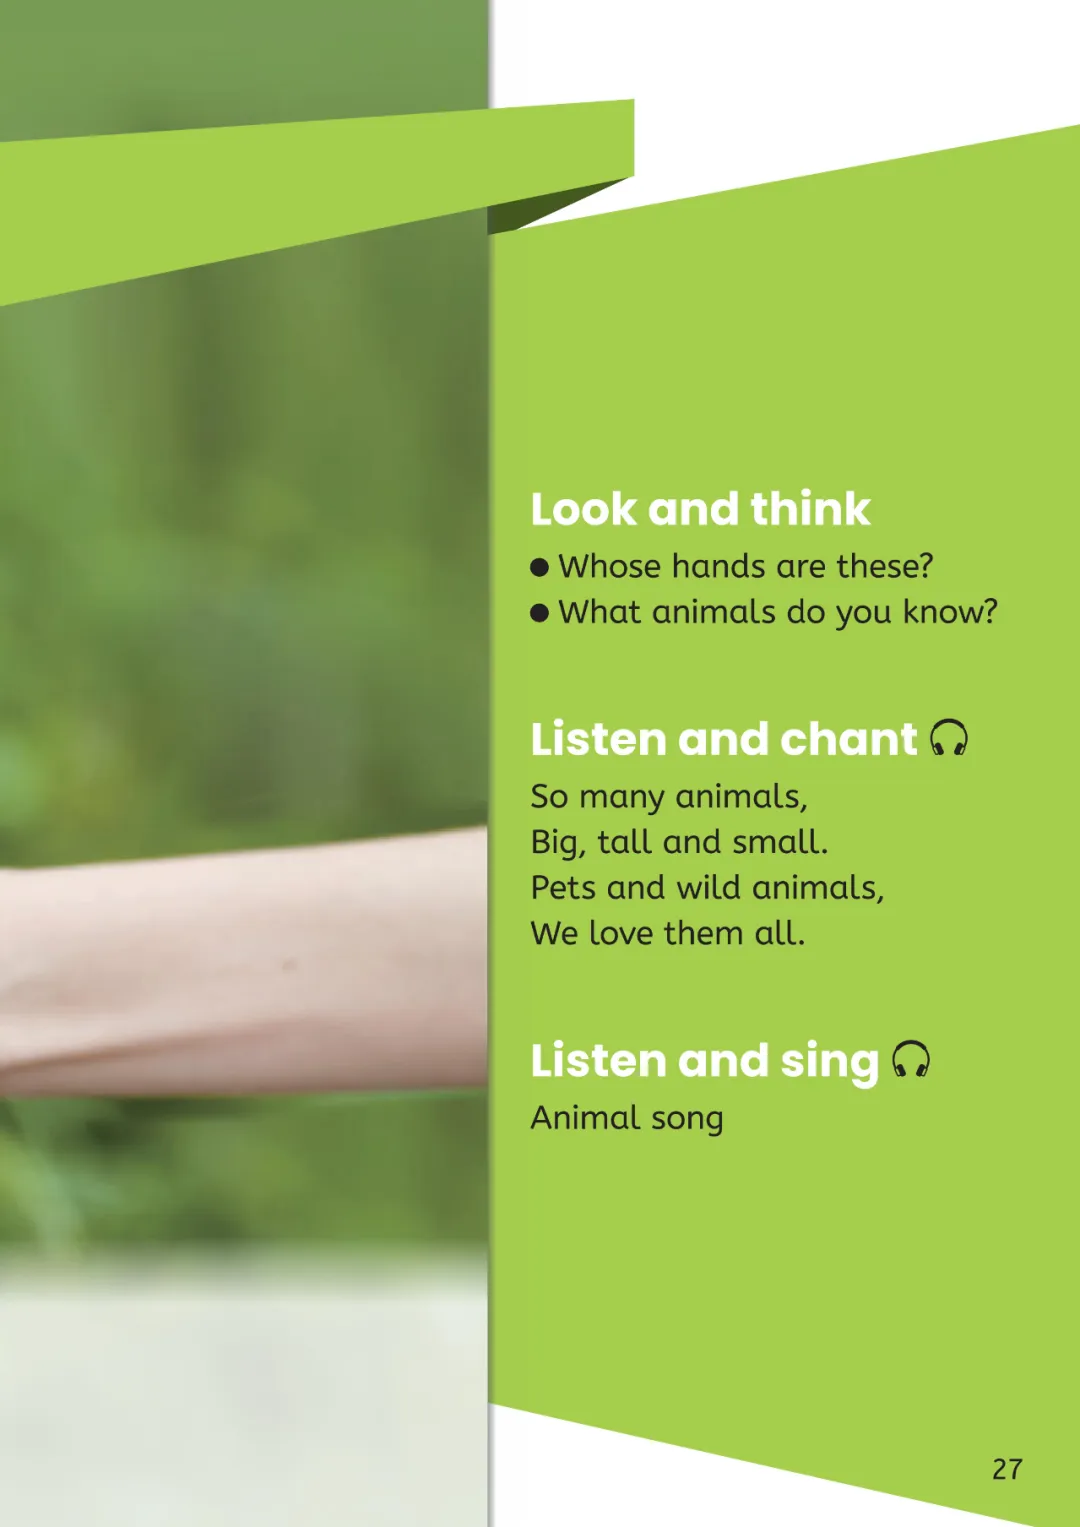 Look and think
● Whose hands are these?
● What animals do you know?
Listen and chant
So many animals,
Big, tall and small.
Pets and wild animals,
We love them all.
Listen and sing
Animal song
27